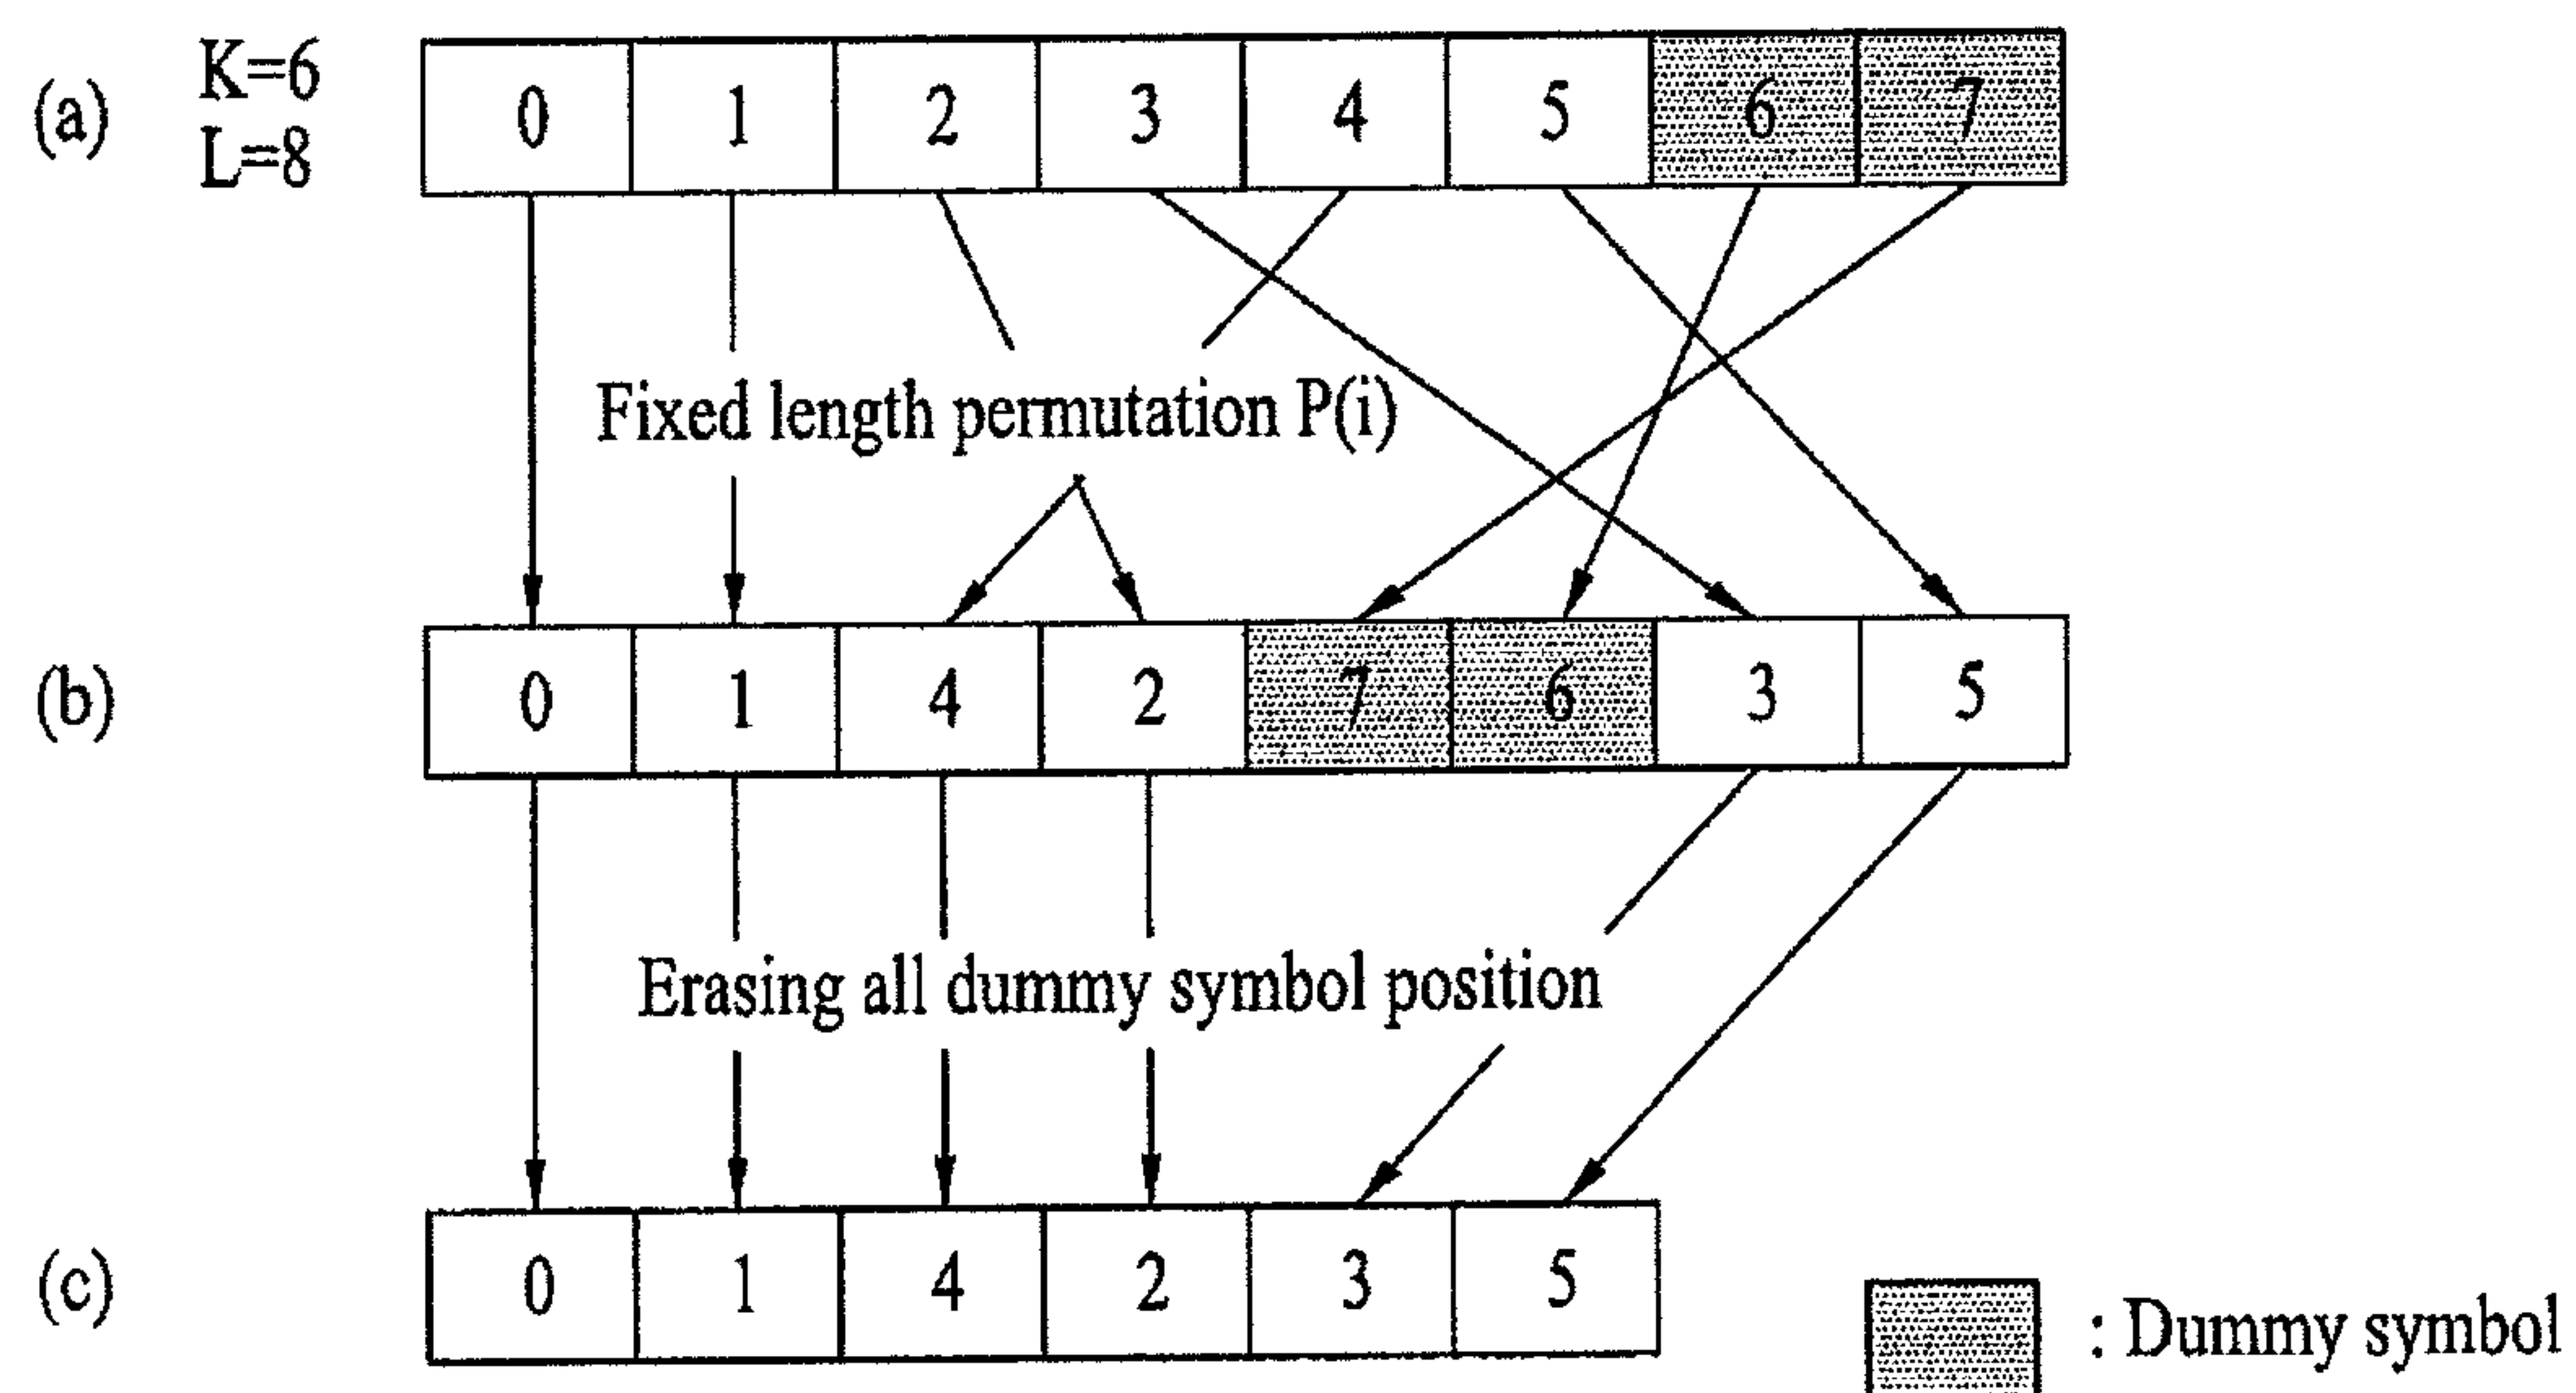 (a) K=6 L=8 0 1 2 3 4 5 6 7
Fixed length permutation P(i)
(b) 0 1 4 2 7 6 3 5
Erasing all dummy symbol position
(c) 0 1 4 2 3 5
: Dummy symbol